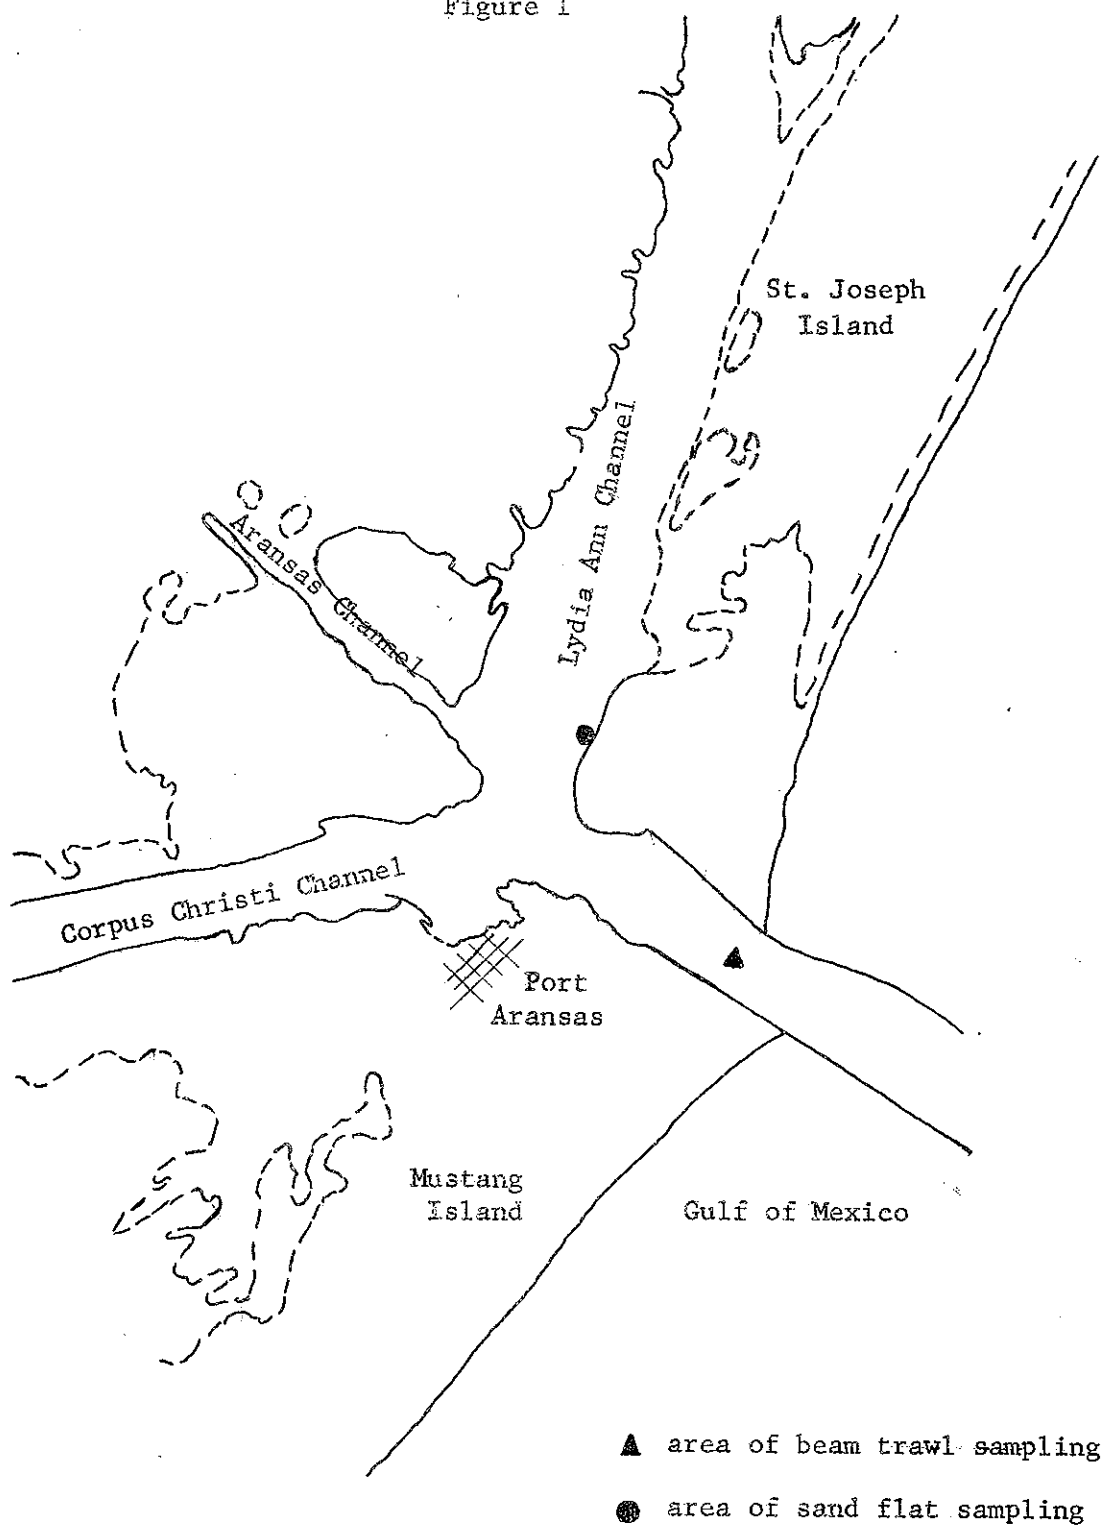 Figure 1
St. Joseph
Island
Lydia Ann Channel
Aransas Channel
Corpus Christi Channel
Port
Aransas
Mustang
Island
Gulf of Mexico
area of beam trawl sampling
area of sand flat sampling